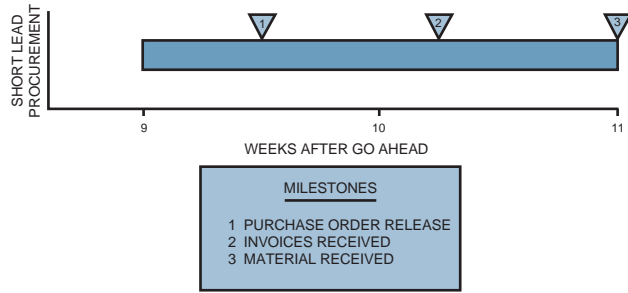 1 2 3
SHORT LEAD
PROCUREMENT
9 10 11
WEEKS AFTER GO AHEAD
MILESTONES
1 PURCHASE ORDER RELEASE
2 INVOICES RECEIVED
3 MATERIAL RECEIVED